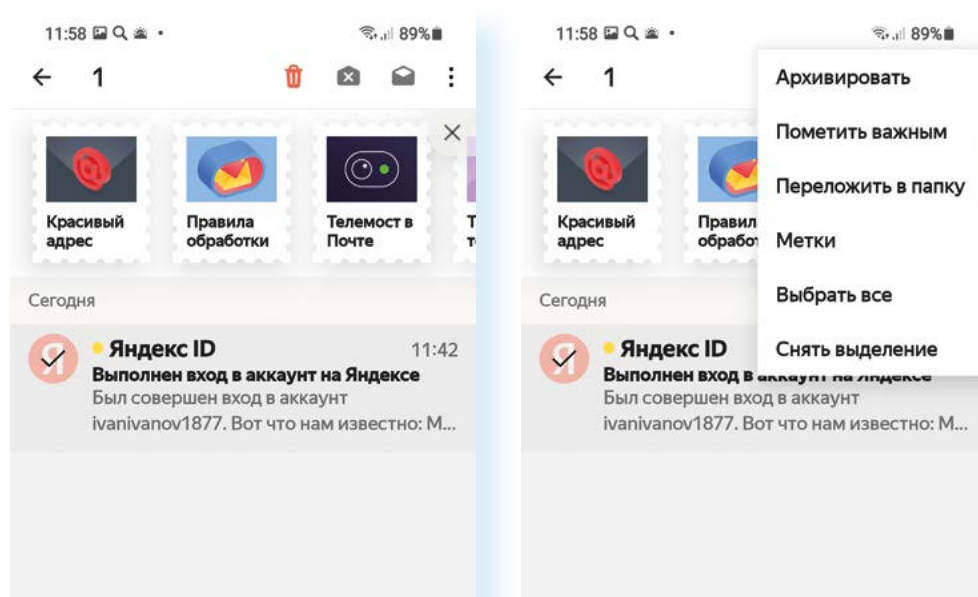 11:58
89%
1
Красивый
адрес
Правила
обработки
Телемост в
Почте
Сегодня
Я
Яндекс ID
11:42
Выполнен вход в аккаунт на Яндексе
Был совершен вход в аккаунт
ivanivanov1877. Вот что нам известно: М...
11:58
89%
1
Архивировать
Пометить важным
Переложить в папку
Метки
Выбрать все
Снять выделение
Красивый
адрес
Правил
обработ
Сегодня
Я
Яндекс ID
Выполнен вход в аккаунт на Яндексе
Был совершен вход в аккаунт
ivanivanov1877. Вот что нам известно: М...